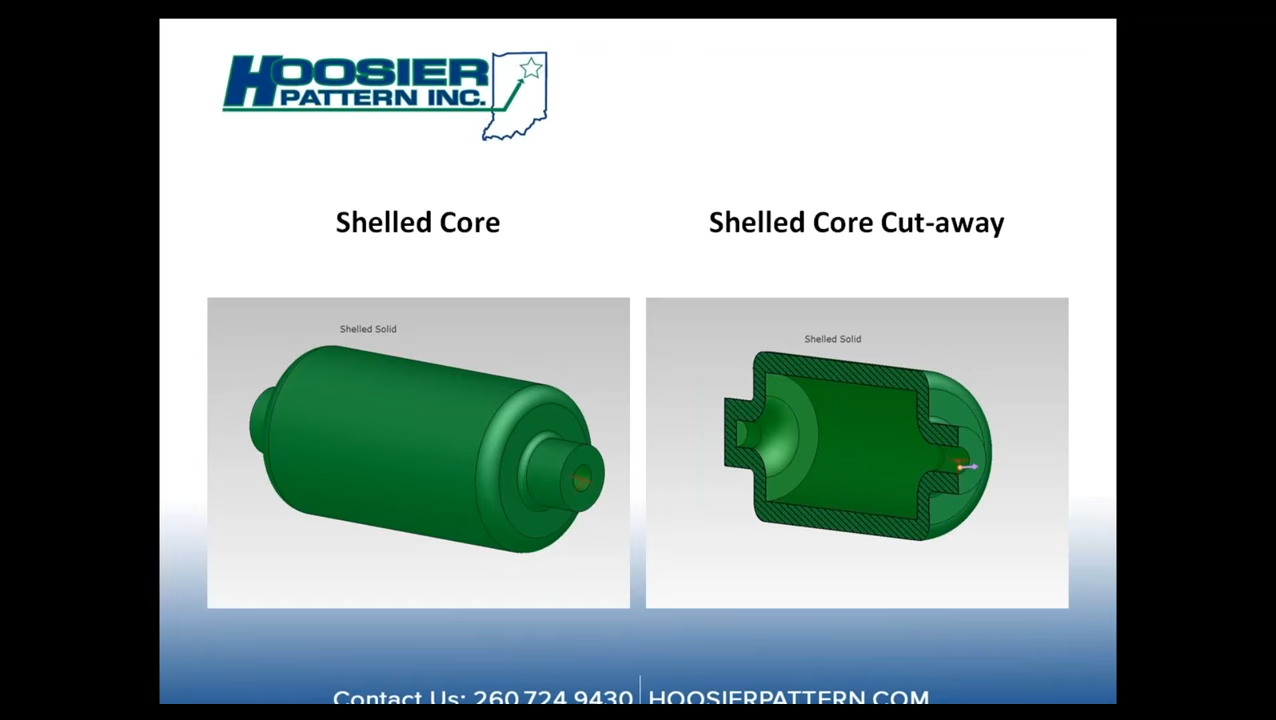 HOOSIER
PATTERN INC.
Shelled Core
Shelled Core Cut-away
Shelled Solid
Shelled Solid
Contact Us: 260.724.9430 | HOOSIERPATTERN.COM